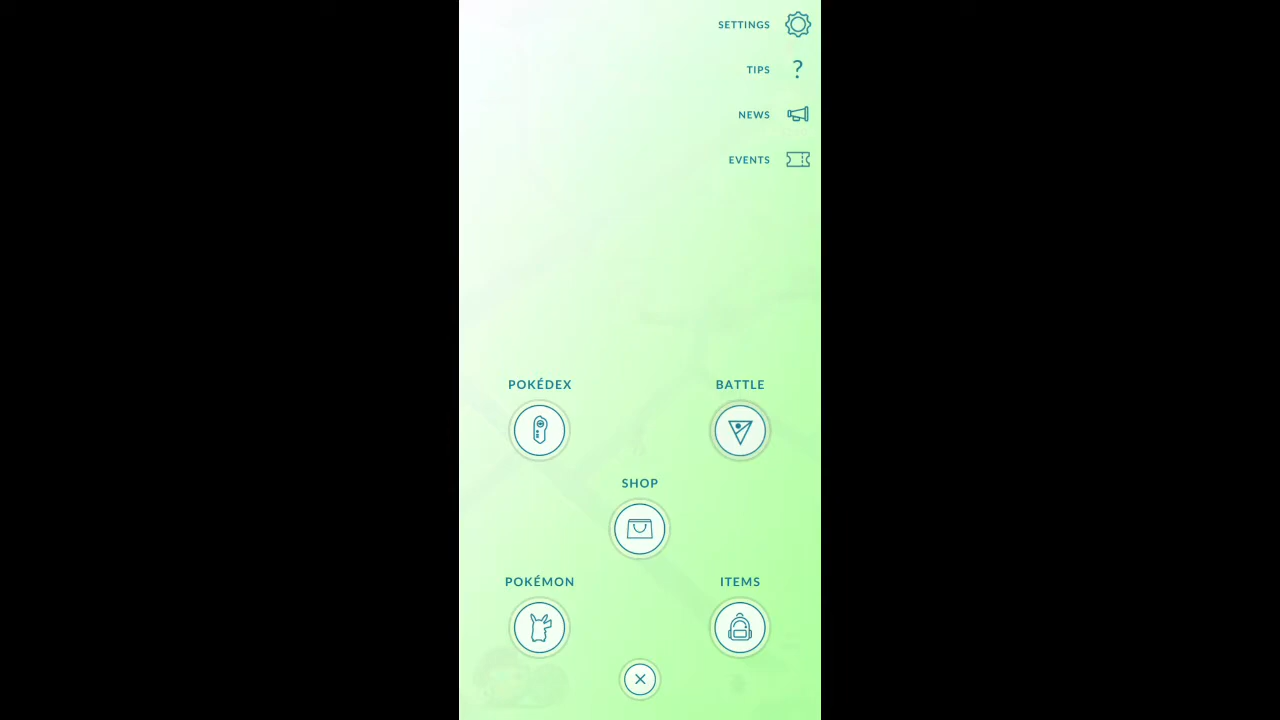 SETTINGS
TIPS
?
NEWS
EVENTS
POKÉDEX
BATTLE
SHOP
POKÉMON
ITEMS